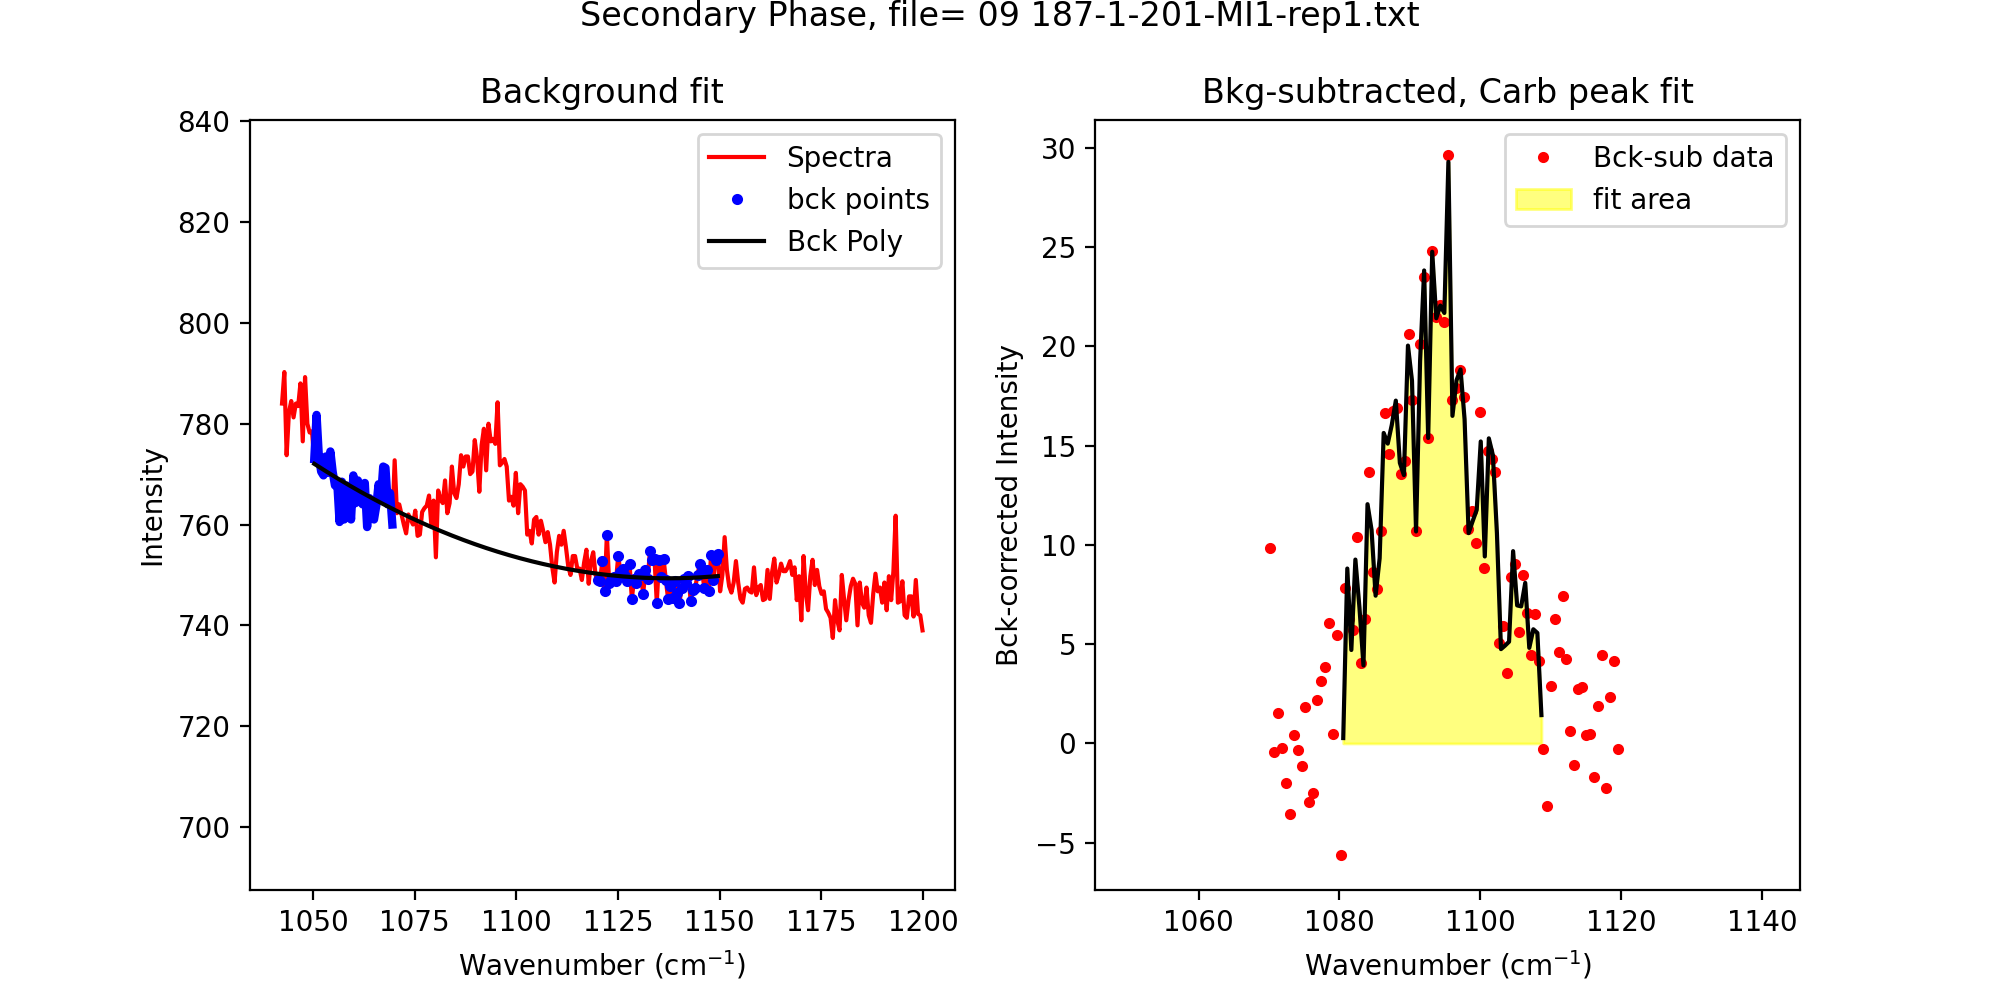 Secondary Phase, file= 09 187-1-201-MI1-rep1.txt
Background fit
840
820
800
780
760
740
720
700
Intensity
Spectra
bck points
Bck Poly
1050 1075 1100 1125 1150 1175 1200
Wavenumber (cm⁻¹)
Bkg-subtracted, Carb peak fit
30
25
20
15
10
5
0
−5
Bck-corrected Intensity
Bck-sub data
fit area
1060 1080 1100 1120 1140
Wavenumber (cm⁻¹)